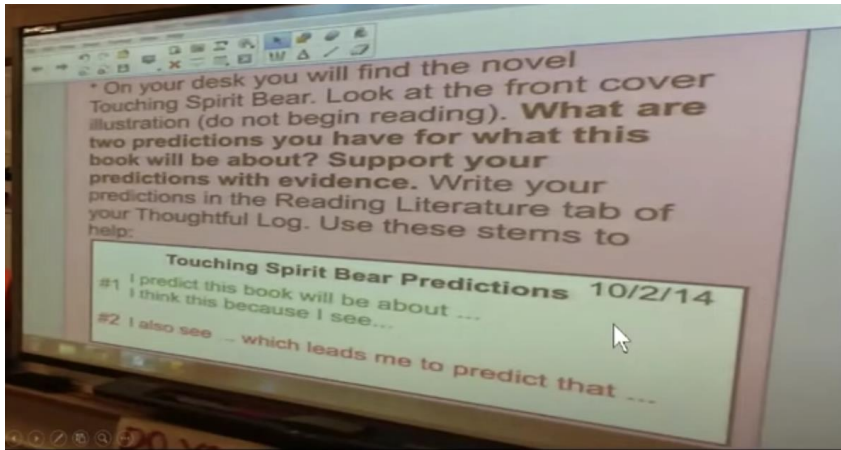 * On your desk you will find the novel
Touching Spirit Bear. Look at the front cover
illustration (do not begin reading). What are
two predictions you have for what this
book will be about? Support your
predictions with evidence. Write your
predictions in the Reading Literature tab of
your Thoughtful Log. Use these stems to
help:
Touching Spirit Bear Predictions 10/2/14
#1 I predict this book will be about ...
I think this because I see...
#2 I also see ... which leads me to predict that ...